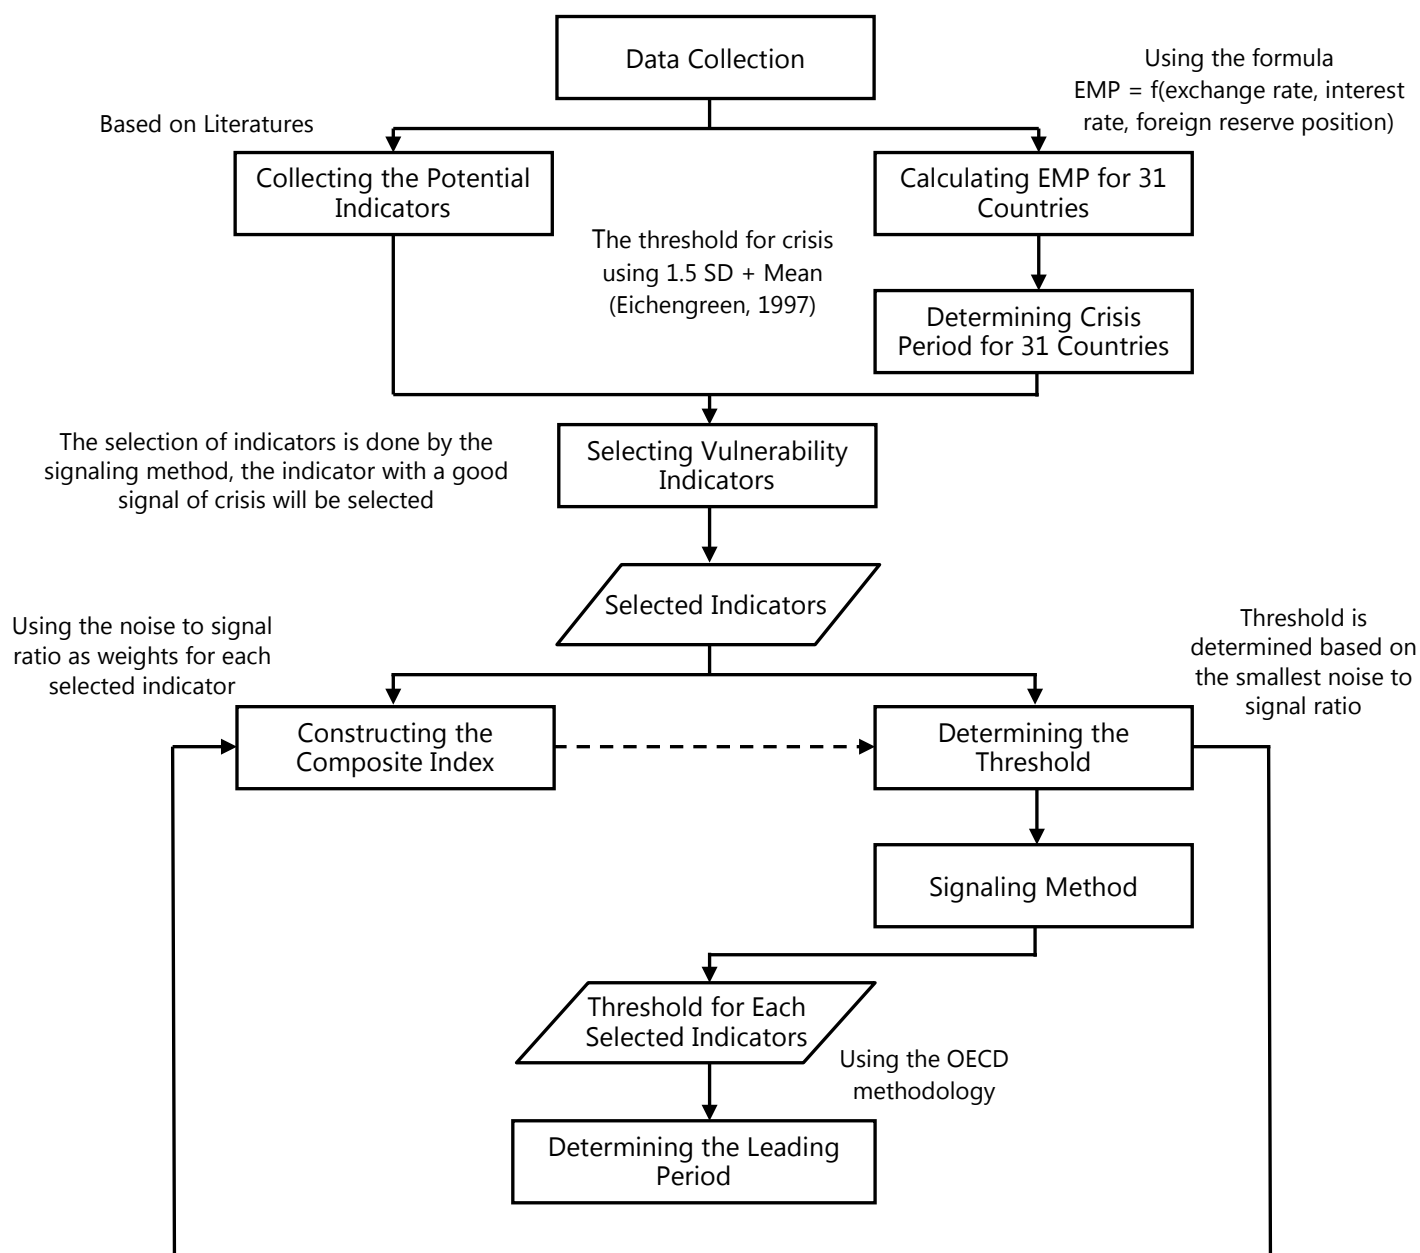 Data Collection
Using the formula
EMP = f(exchange rate, interest
rate, foreign reserve position)
Based on Literatures
Collecting the Potential
Indicators
Calculating EMP for 31
Countries
The threshold for crisis
using 1.5 SD + Mean
(Eichengreen, 1997)
Determining Crisis
Period for 31 Countries
The selection of indicators is done by the
signaling method, the indicator with a good
signal of crisis will be selected
Selecting Vulnerability
Indicators
Selected Indicators
Using the noise to signal
ratio as weights for each
selected indicator
Threshold is
determined based on
the smallest noise to
signal ratio
Constructing the
Composite Index
Determining the
Threshold
Signaling Method
Threshold for Each
Selected Indicators
Using the OECD
methodology
Determining the Leading
Period